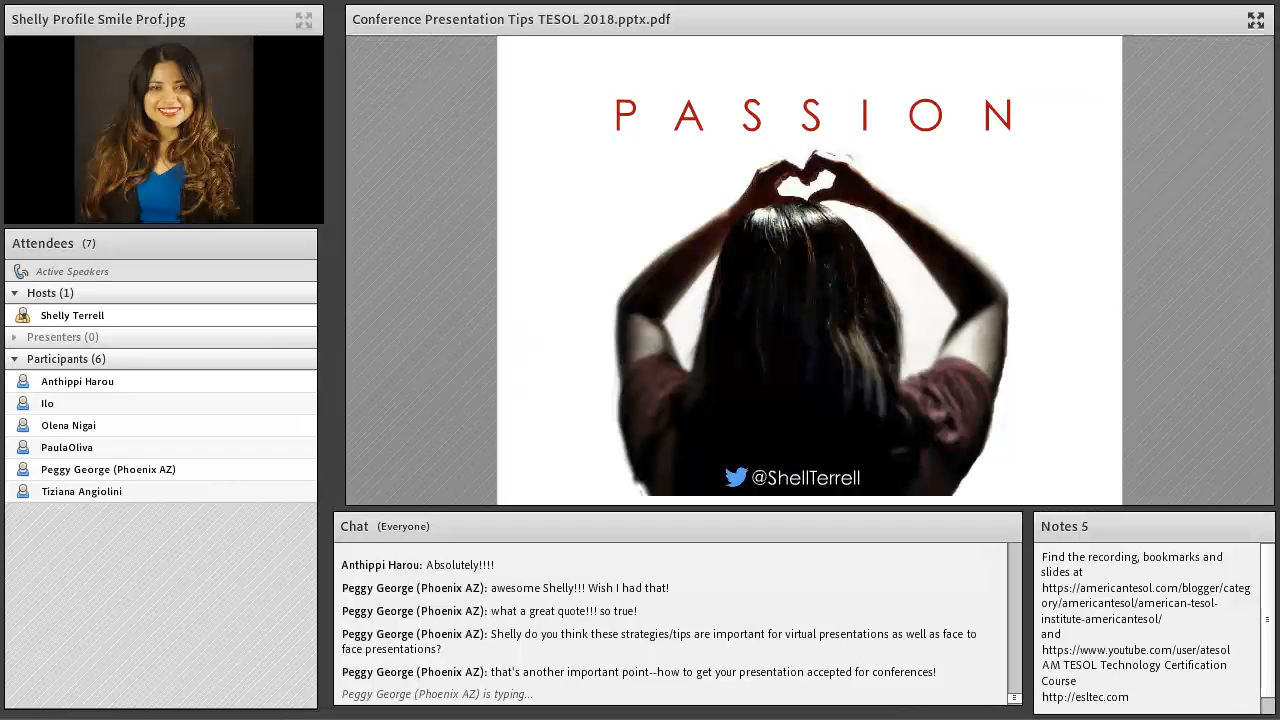 Shelly Profile Smile Prof.jpg
Attendees (7)
Active Speakers
Hosts (1)
Shelly Terrell
Presenters (0)
Participants (6)
Anthippi Harou
Ilo
Olena Nigai
PaulaOliva
Peggy George (Phoenix AZ)
Tiziana Angiolini
Conference Presentation Tips TESOL 2018.pptx.pdf
PASSION
@ShellTerrell
Chat (Everyone)
Anthippi Harou: Absolutely!!!!
Peggy George (Phoenix AZ): awesome Shelly!!! Wish I had that!
Peggy George (Phoenix AZ): what a great quote!!! so true!
Peggy George (Phoenix AZ): Shelly do you think these strategies/tips are important for virtual presentations as well as face to
face presentations?
Peggy George (Phoenix AZ): that's another important point--how to get your presentation accepted for conferences!
Peggy George (Phoenix AZ) is typing...
Notes 5
Find the recording, bookmarks and
slides at
https://americantesol.com/blogger/categ
ory/americantesol/american-tesol-
institute-americantesol/
and
https://www.youtube.com/user/atesol
AM TESOL Technology Certification
Course
http://esltec.com